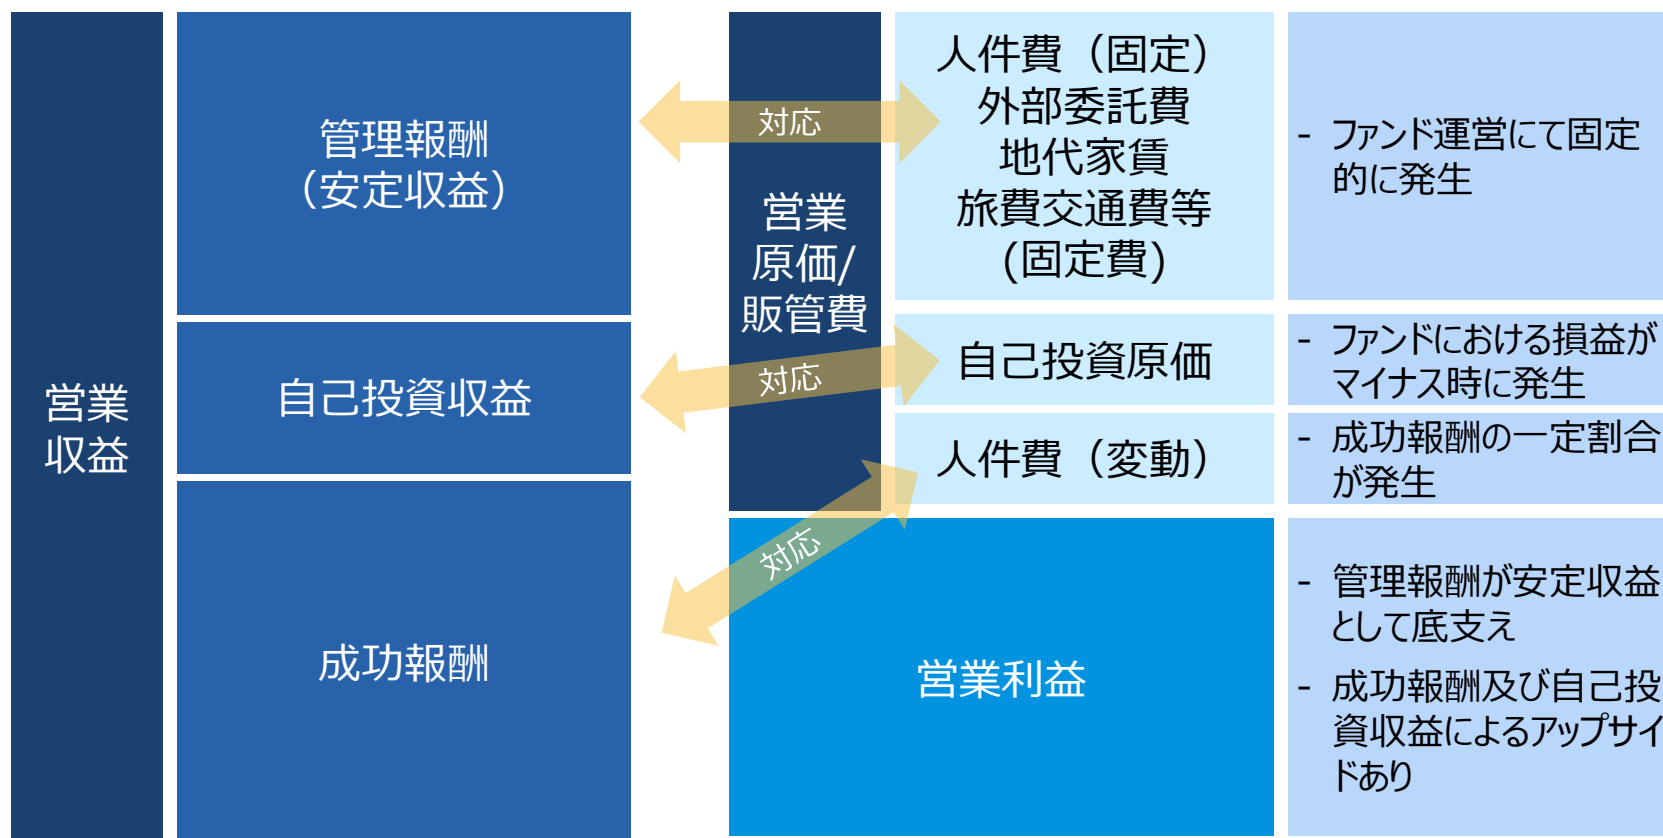 営業
収益
管理報酬
（安定収益）
自己投資収益
成功報酬
対応
対応
対応
営業
原価/
販管費
人件費（固定）
外部委託費
地代家賃
旅費交通費等
(固定費)
自己投資原価
人件費（変動）
営業利益
- ファンド運営にて固定
的に発生
- ファンドにおける損益が
マイナス時に発生
- 成功報酬の一定割合
が発生
- 管理報酬が安定収益
として底支え
- 成功報酬及び自己投
資収益によるアップサイ
ドあり